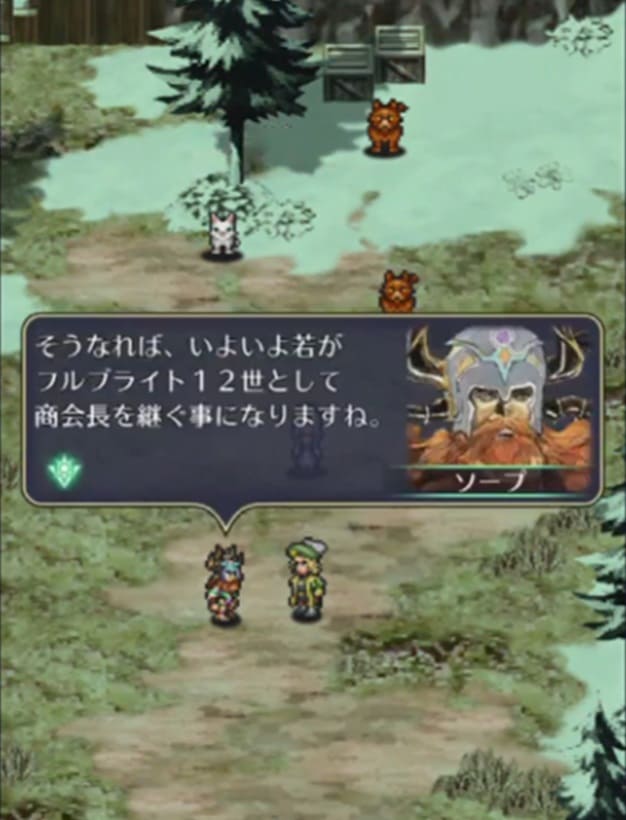 そうなれば、いよいよ若が
フルブライト１２世として
商会長を継ぐ事になりますね。
ソープ